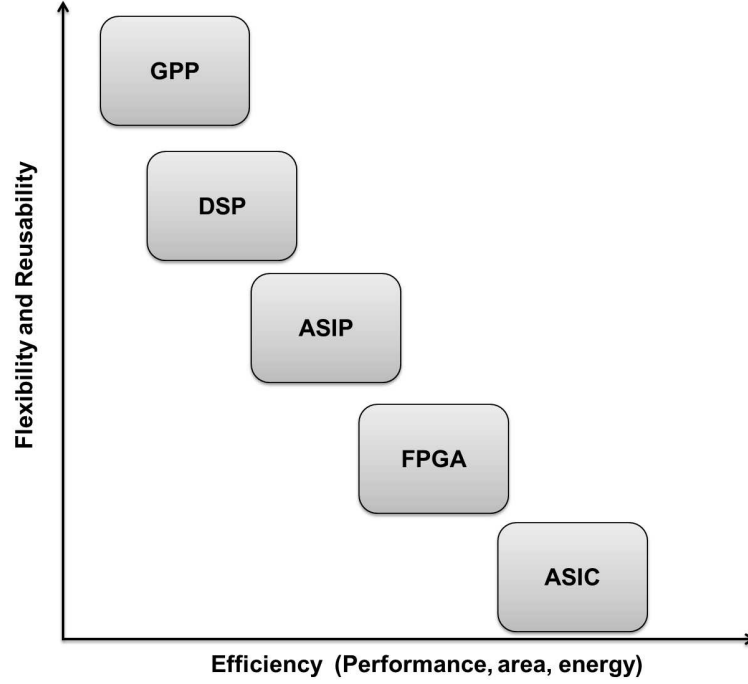 GPP
DSP
ASIP
FPGA
ASIC
Flexibility and Reusability
Efficiency (Performance, area, energy)